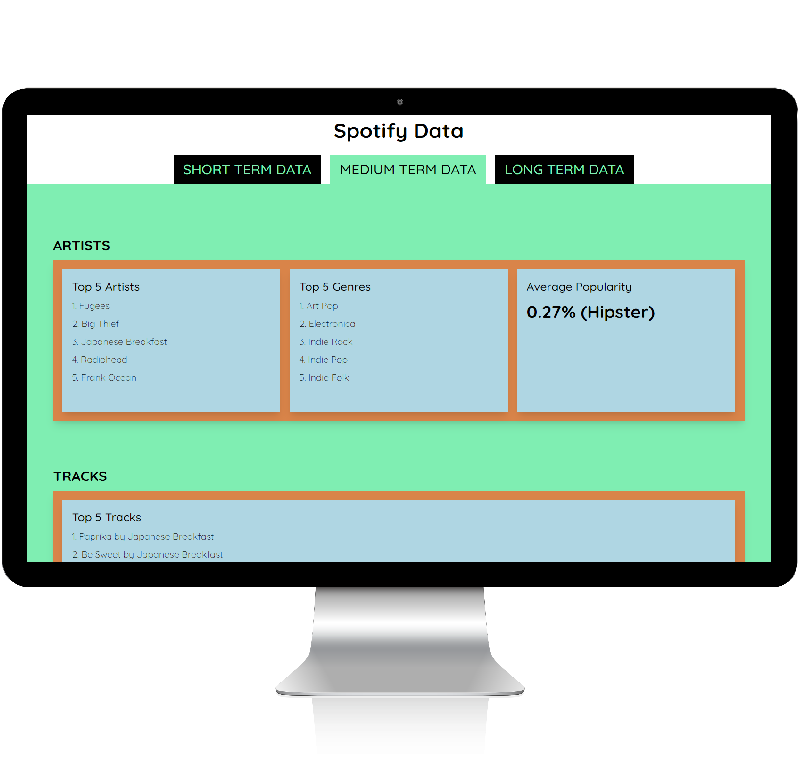 Spotify Data
SHORT TERM DATA
MEDIUM TERM DATA
LONG TERM DATA
ARTISTS
Top 5 Artists
1. Fugees
2. Big Thief
3. Japanese Breakfast
4. Radiohead
5. Frank Ocean
Top 5 Genres
1. Art Pop
2. Electronica
3. Indie Rock
4. Indie Pop
5. Indie Folk
Average Popularity
0.27% (Hipster)
TRACKS
Top 5 Tracks
1. Paprika by Japanese Breakfast
2. Be Sweet by Japanese Breakfast